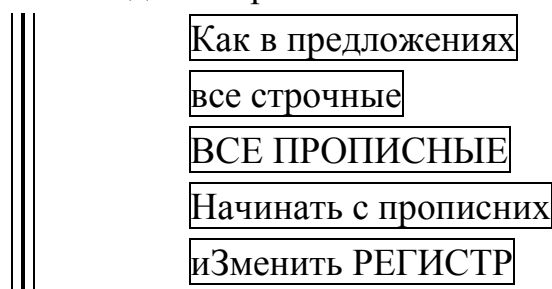 Как в предложениях
все строчные
ВСЕ ПРОПИСНЫЕ
Начинать с прописних
иЗменить РЕГИСТР